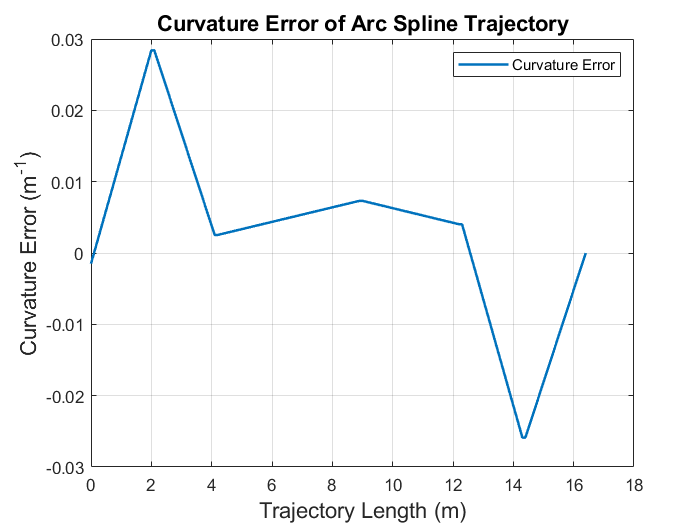 Curvature Error of Arc Spline Trajectory
Curvature Error
Curvature Error (m⁻¹)
0.03
0.02
0.01
0
-0.01
-0.02
-0.03
0 2 4 6 8 10 12 14 16 18
Trajectory Length (m)